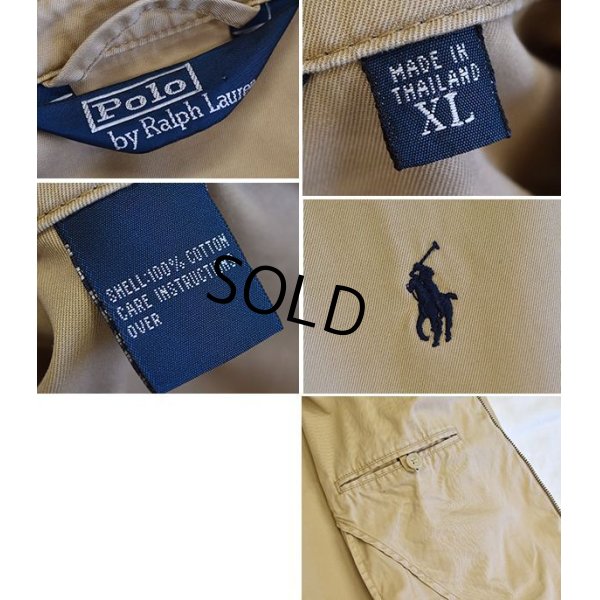 Polo
by Ralph Lauren
MADE IN
THAILAND
XL
SHELL:100% COTTON
CARE INSTRUCTIONS
OVER
SOLD